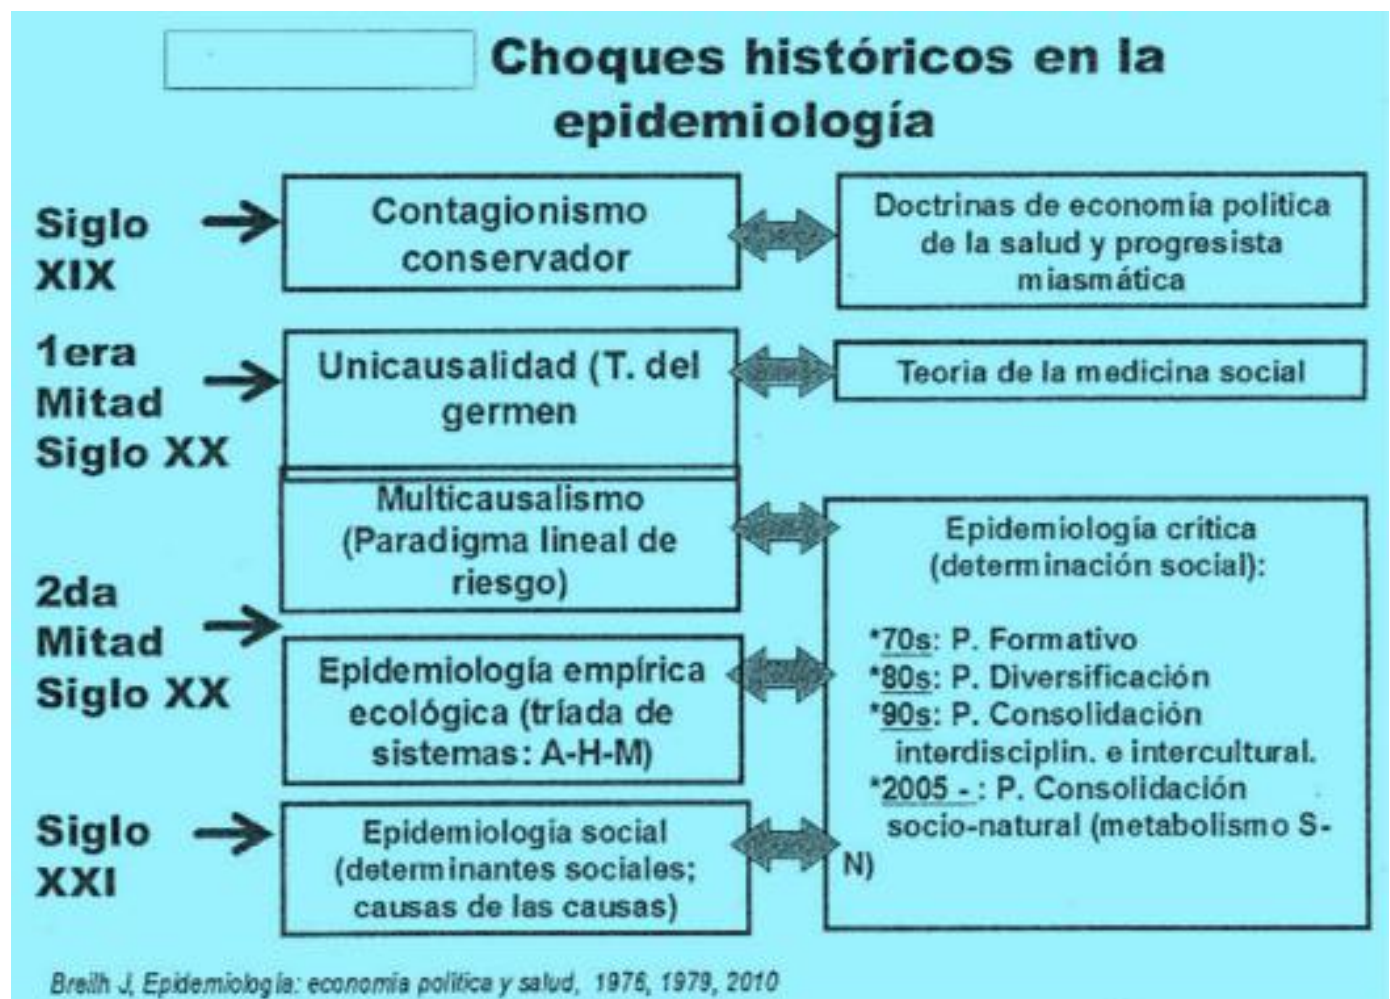 Choques históricos en la
epidemiología
Siglo
XIX
Contagionismo
conservador
Doctrinas de economía politica
de la salud y progresista
miasmática
1era
Mitad
Siglo XX
Unicausalidad (T. del
germen
Teoria de la medicina social
2da
Mitad
Siglo XX
Multicausalismo
(Paradigma lineal de
riesgo)
Epidemiología empírica
ecológica (tríada de
sistemas: A-H-M)
Epidemiología crítica
(determinación social):
*70s: P. Formativo
*80s: P. Diversificación
*90s: P. Consolidación
interdisciplin. e intercultural.
*2005 - : P. Consolidación
socio-natural (metabolismo S-
N)
Siglo
XXI
Epidemiologia social
(determinantes sociales;
causas de las causas)
Breilh J, Epidemiología: economía política y salud, 1976, 1979, 2010